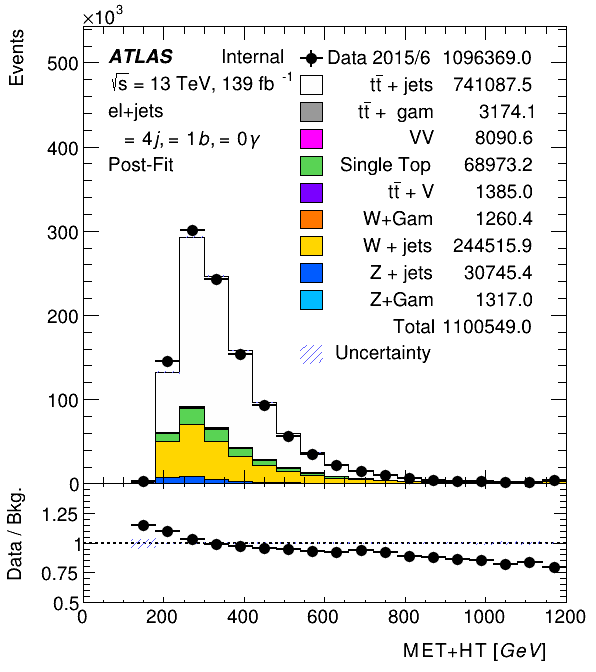 ×10³
Events
500
400
300
200
100
0
ATLAS Internal
√s = 13 TeV, 139 fb⁻¹
el+jets
= 4j, = 1b, = 0γ
Post-Fit
Data 2015/6 1096369.0
tt̄ + jets 741087.5
tt̄ + gam 3174.1
VV 8090.6
Single Top 68973.2
tt̄ + V 1385.0
W+Gam 1260.4
W + jets 244515.9
Z + jets 30745.4
Z+Gam 1317.0
Total 1100549.0
Uncertainty
Data / Bkg.
1.25
1
0.75
0.5
0 200 400 600 800 1000 1200
MET+HT [GeV]